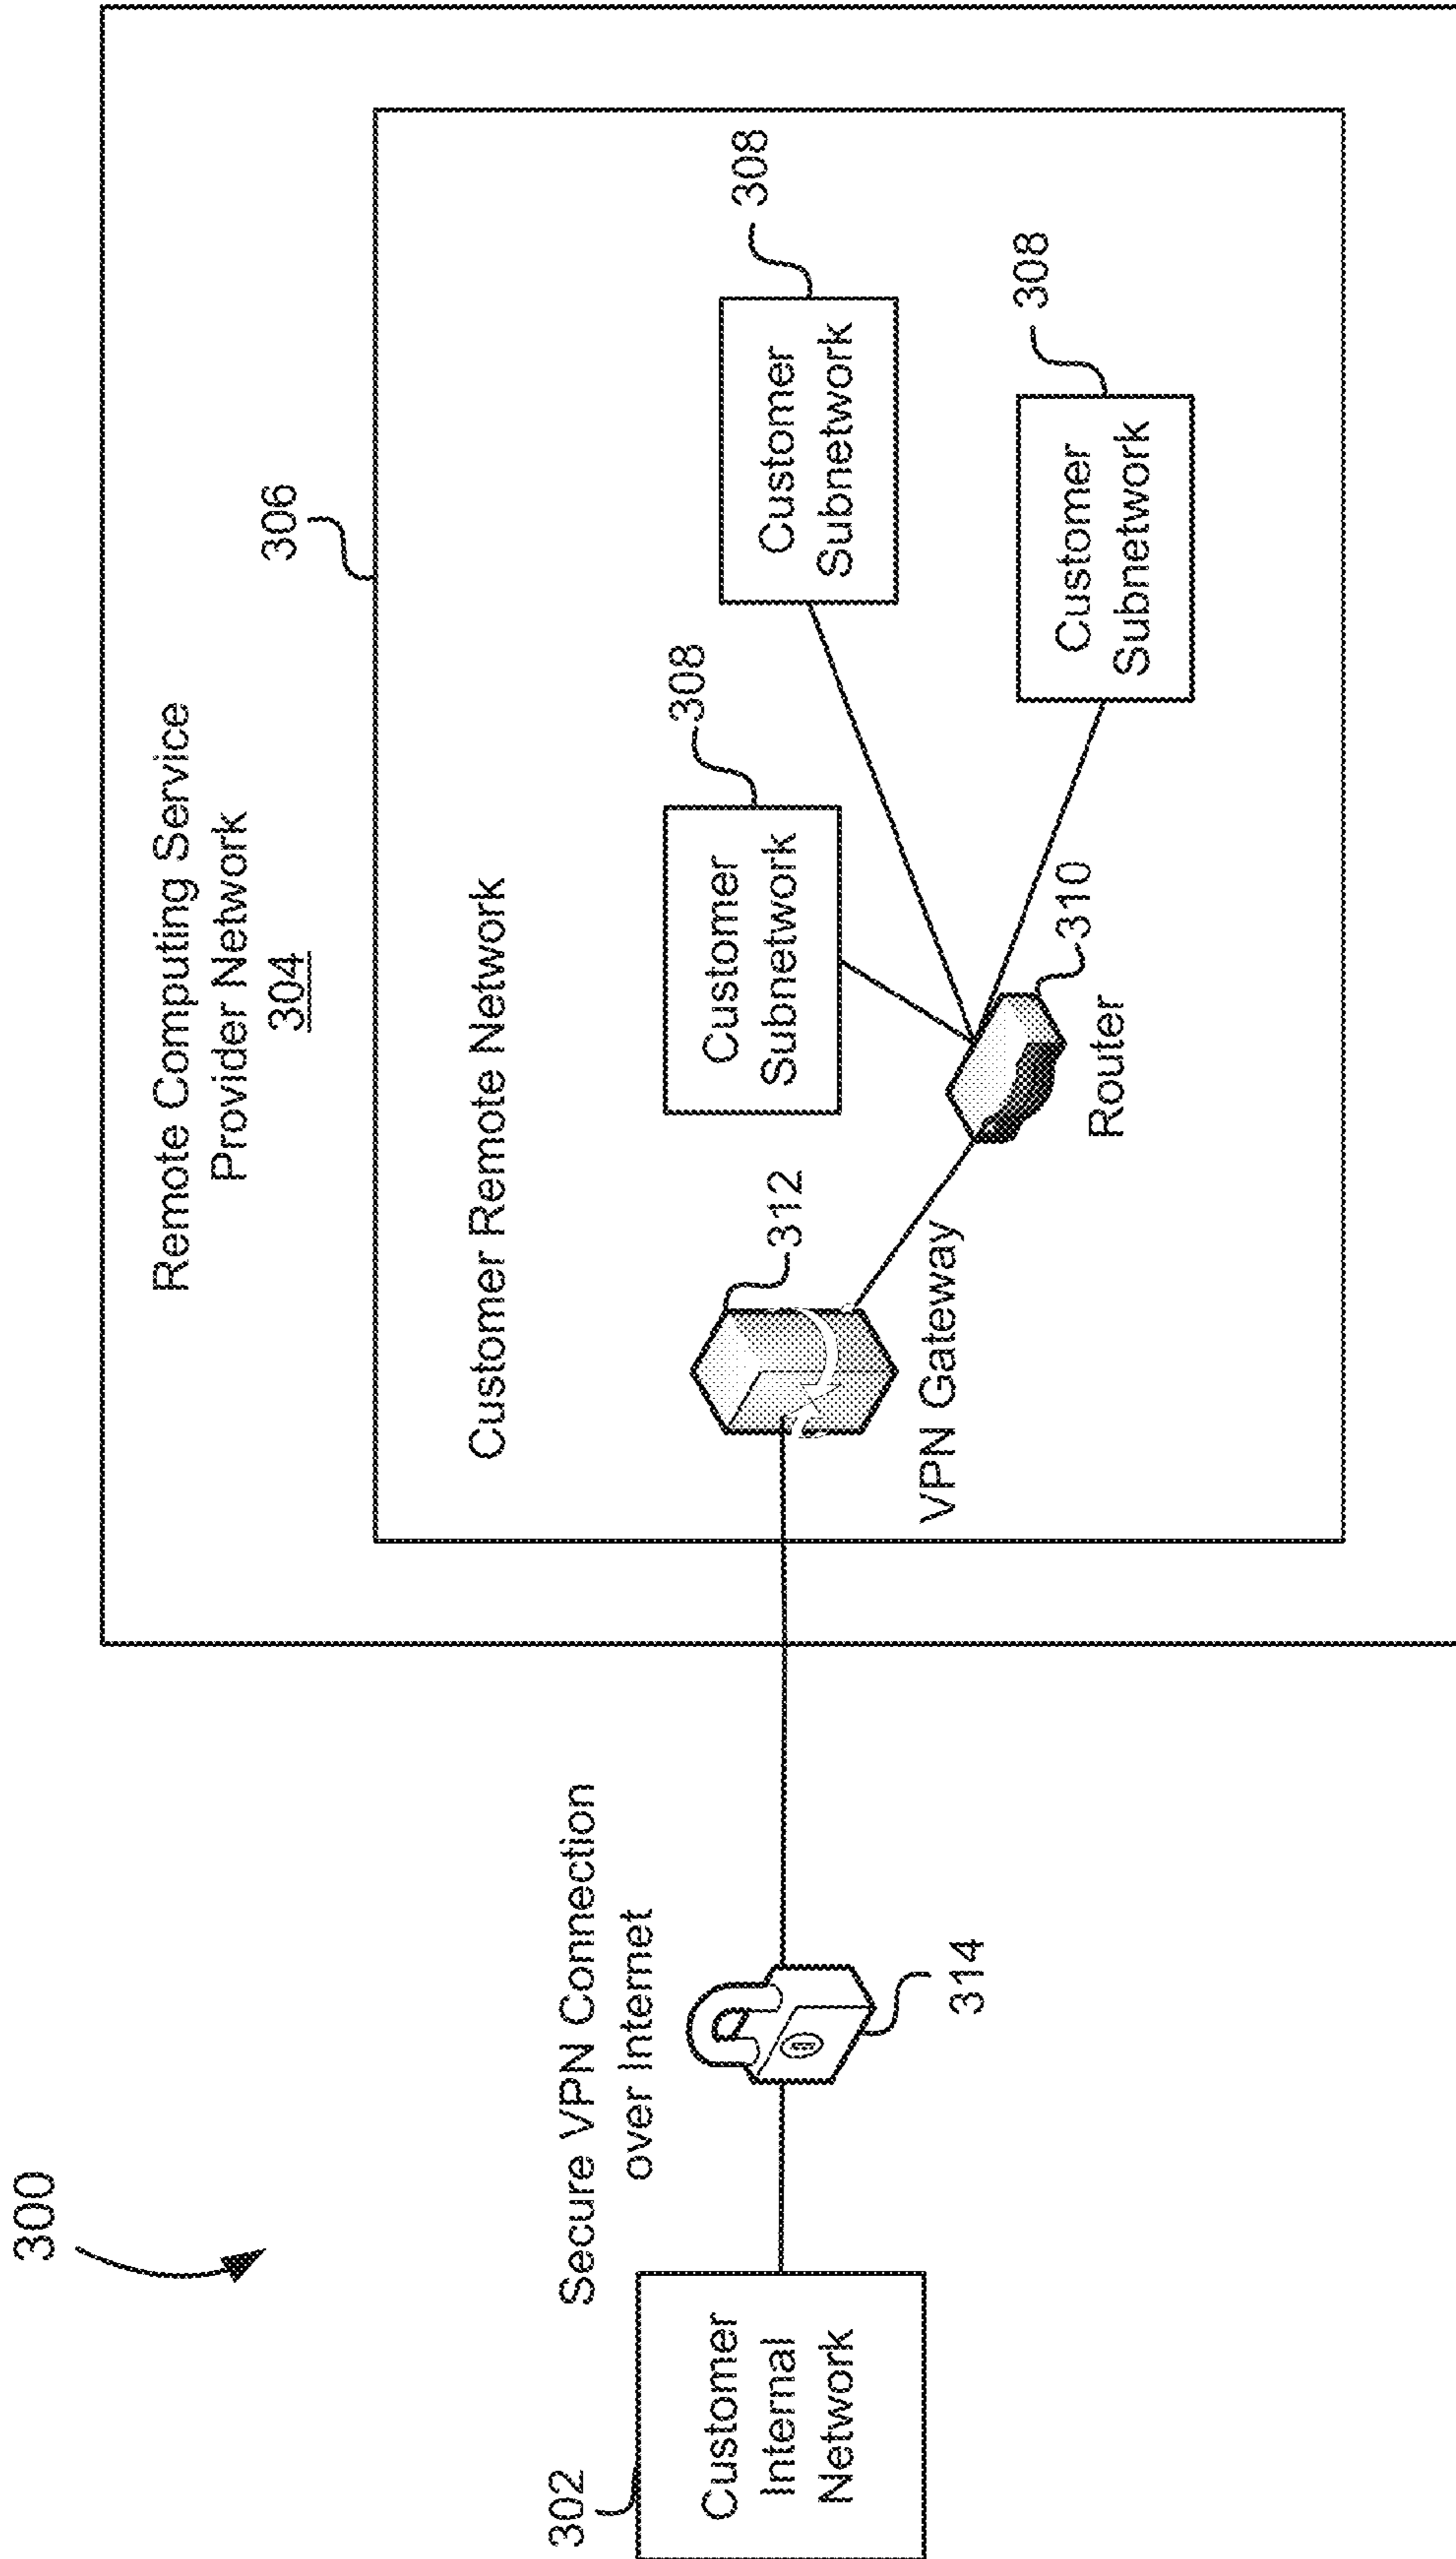 300
Remote Computing Service
Provider Network
304
306
Customer Remote Network
Secure VPN Connection
over Internet
302
Customer
Internal
Network
314
312
VPN Gateway
308
Customer
Subnetwork
308
Customer
Subnetwork
308
Customer
Subnetwork
310
Router